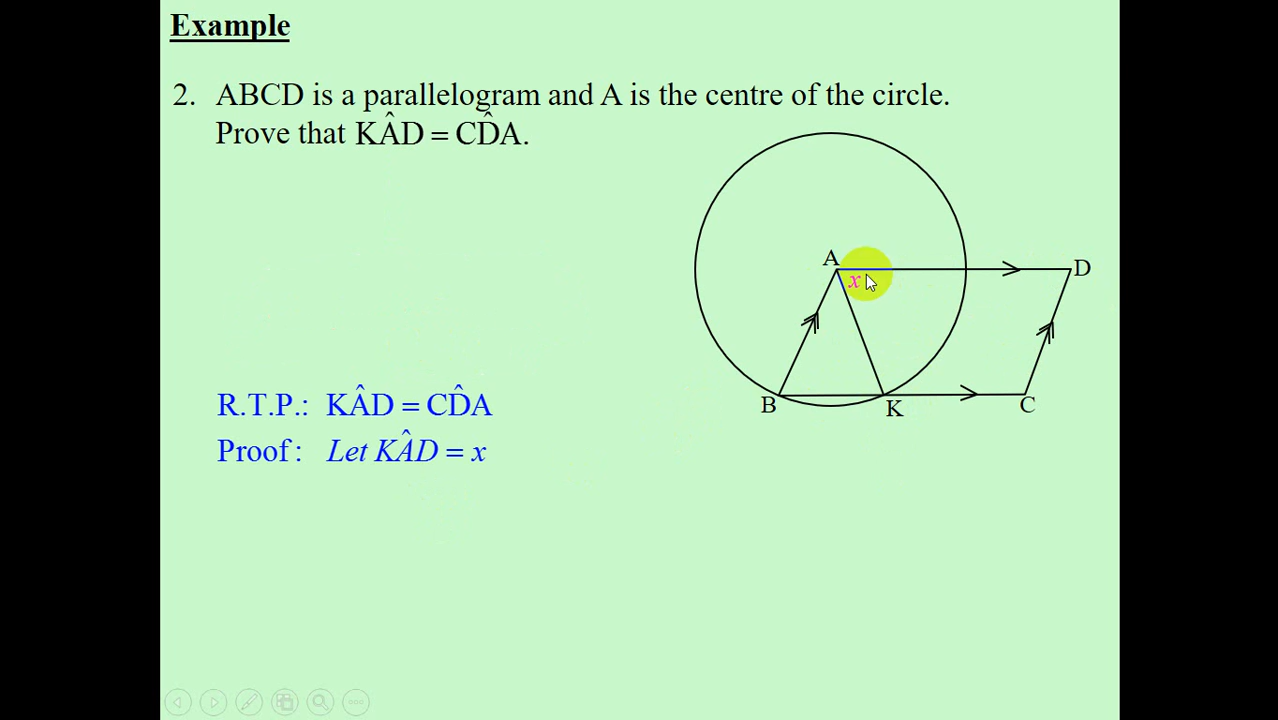 Example
2. ABCD is a parallelogram and A is the centre of the circle.
Prove that KÂD = CD̂A.
A
x
D
B
K
C
R.T.P.: KÂD = CD̂A
Proof: Let KÂD = x